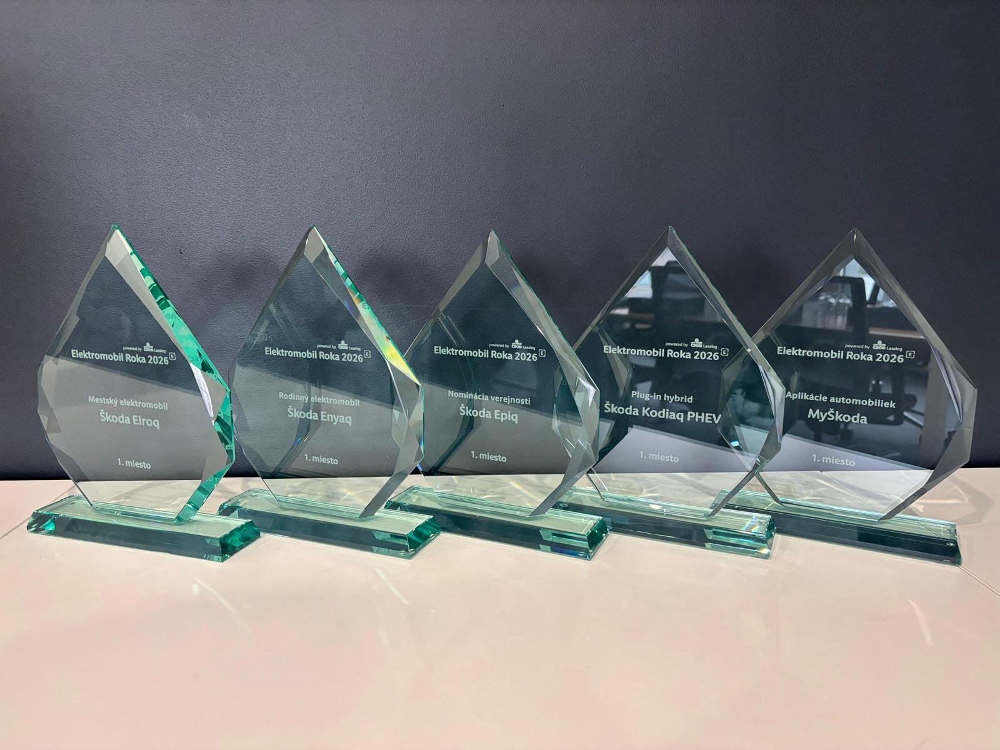 powered by ČSOB Leasing
Elektromobil Roka 2026 E
Mestský elektromobil
Škoda Elroq
1. miesto
powered by ČSOB Leasing
Elektromobil Roka 2026 E
Rodinný elektromobil
Škoda Enyaq
1. miesto
powered by ČSOB Leasing
Elektromobil Roka 2026 E
Nominácia verejnosti
Škoda Epiq
1. miesto
powered by ČSOB Leasing
Elektromobil Roka 2026 E
Plug-in hybrid
Škoda Kodiaq PHEV
1. miesto
powered by ČSOB Leasing
Elektromobil Roka 2026 E
Aplikácie automobiliek
MyŠkoda
1. miesto